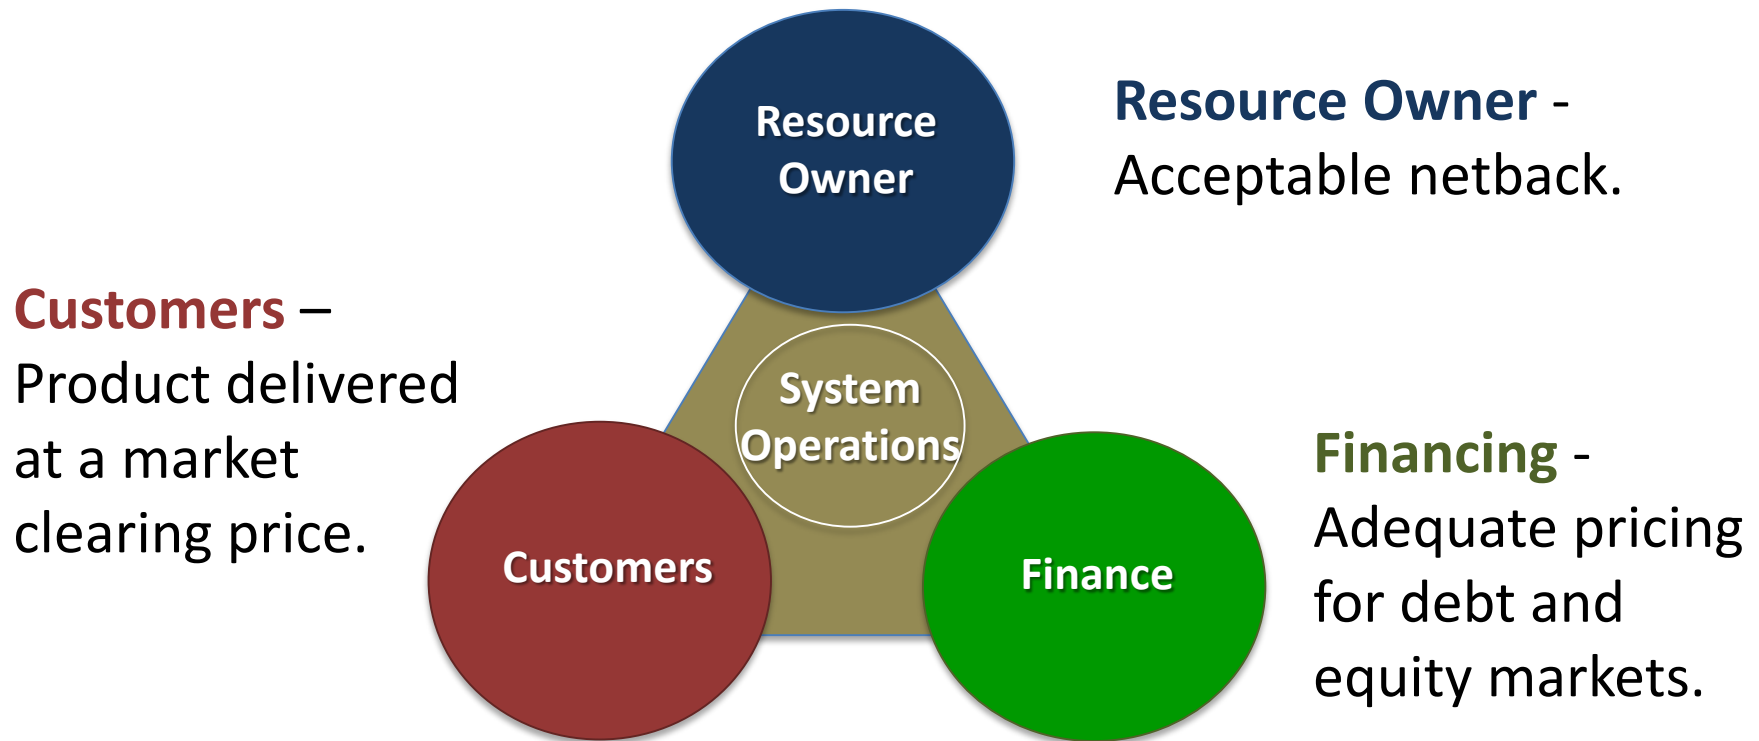 Resource
Owner
Resource Owner -
Acceptable netback.
Customers –
Product delivered
at a market
clearing price.
System
Operations
Customers
Finance
Financing -
Adequate pricing
for debt and
equity markets.